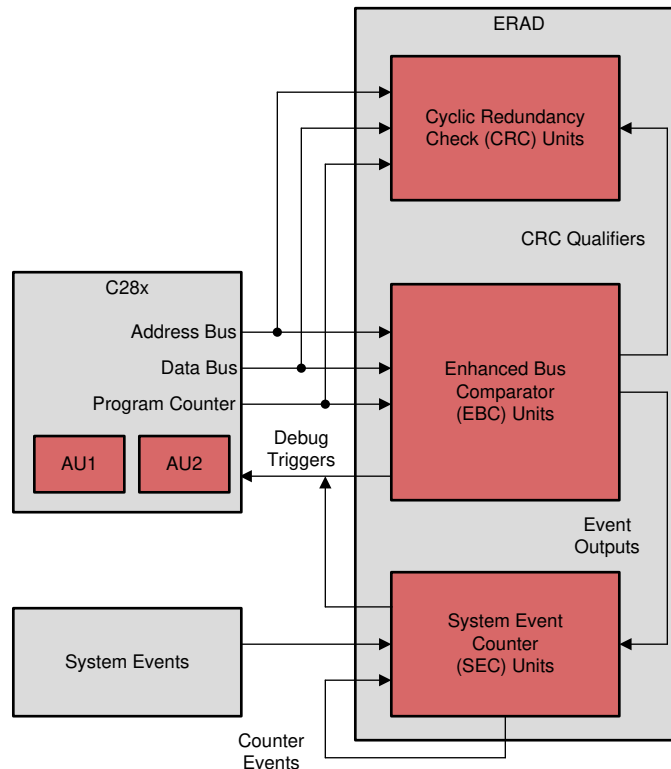 ERAD
Cyclic Redundancy
Check (CRC) Units
CRC Qualifiers
C28x
Address Bus
Data Bus
Program Counter
AU1
AU2
Enhanced Bus
Comparator
(EBC) Units
Debug
Triggers
Event
Outputs
System Events
System Event
Counter
(SEC) Units
Counter
Events